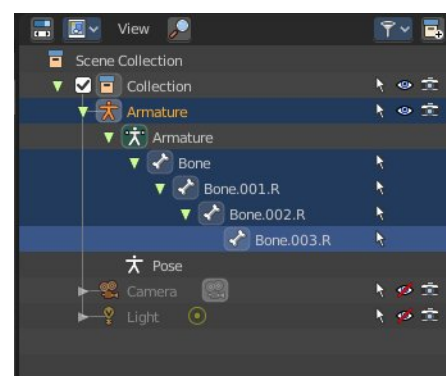 View
Scene Collection
Collection
Armature
Armature
Bone
Bone.001.R
Bone.002.R
Bone.003.R
Pose
Camera
Light